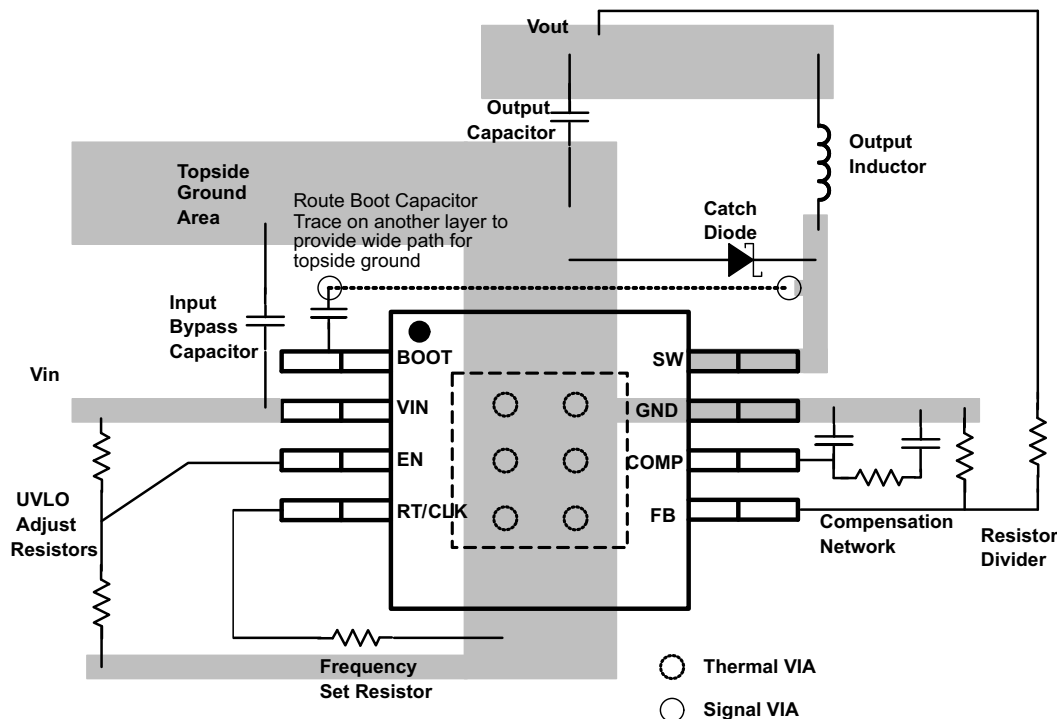 Vout
Output
Capacitor
Output
Inductor
Topside
Ground
Area
Route Boot Capacitor
Trace on another layer to
provide wide path for
topside ground
Catch
Diode
Input
Bypass
Capacitor
BOOT
SW
Vin
VIN
GND
EN
COMP
UVLO
Adjust
Resistors
RT/CLK
FB
Compensation
Network
Resistor
Divider
Frequency
Set Resistor
Thermal VIA
Signal VIA